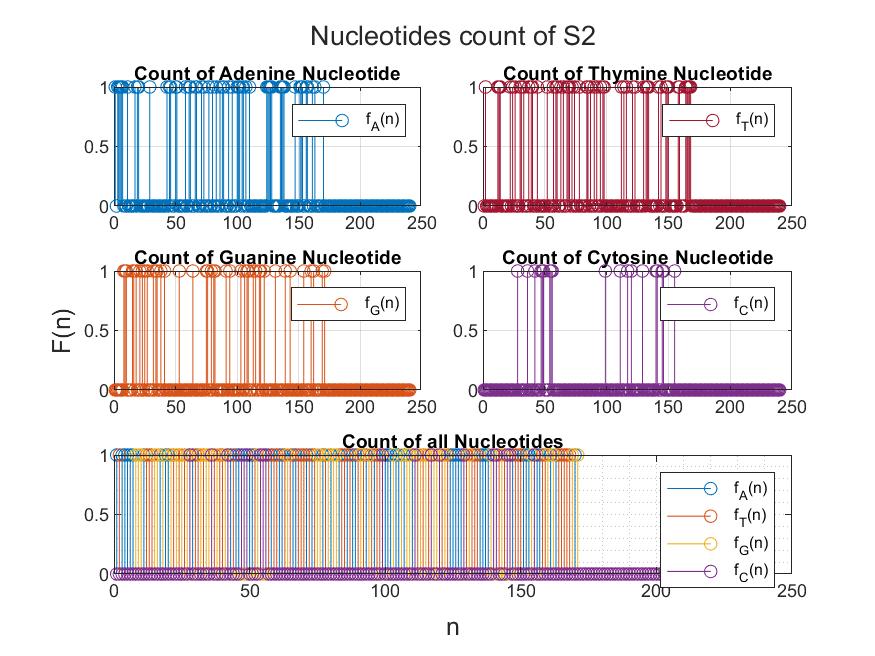 Nucleotides count of S2
Count of Adenine Nucleotide
1
0.5
0
0 50 100 150 200 250
f_A(n)
Count of Thymine Nucleotide
1
0.5
0
0 50 100 150 200 250
f_T(n)
Count of Guanine Nucleotide
1
0.5
0
0 50 100 150 200 250
f_G(n)
Count of Cytosine Nucleotide
1
0.5
0
0 50 100 150 200 250
f_C(n)
F(n)
Count of all Nucleotides
1
0.5
0
0 50 100 150 200 250
f_A(n)
f_T(n)
f_G(n)
f_C(n)
n